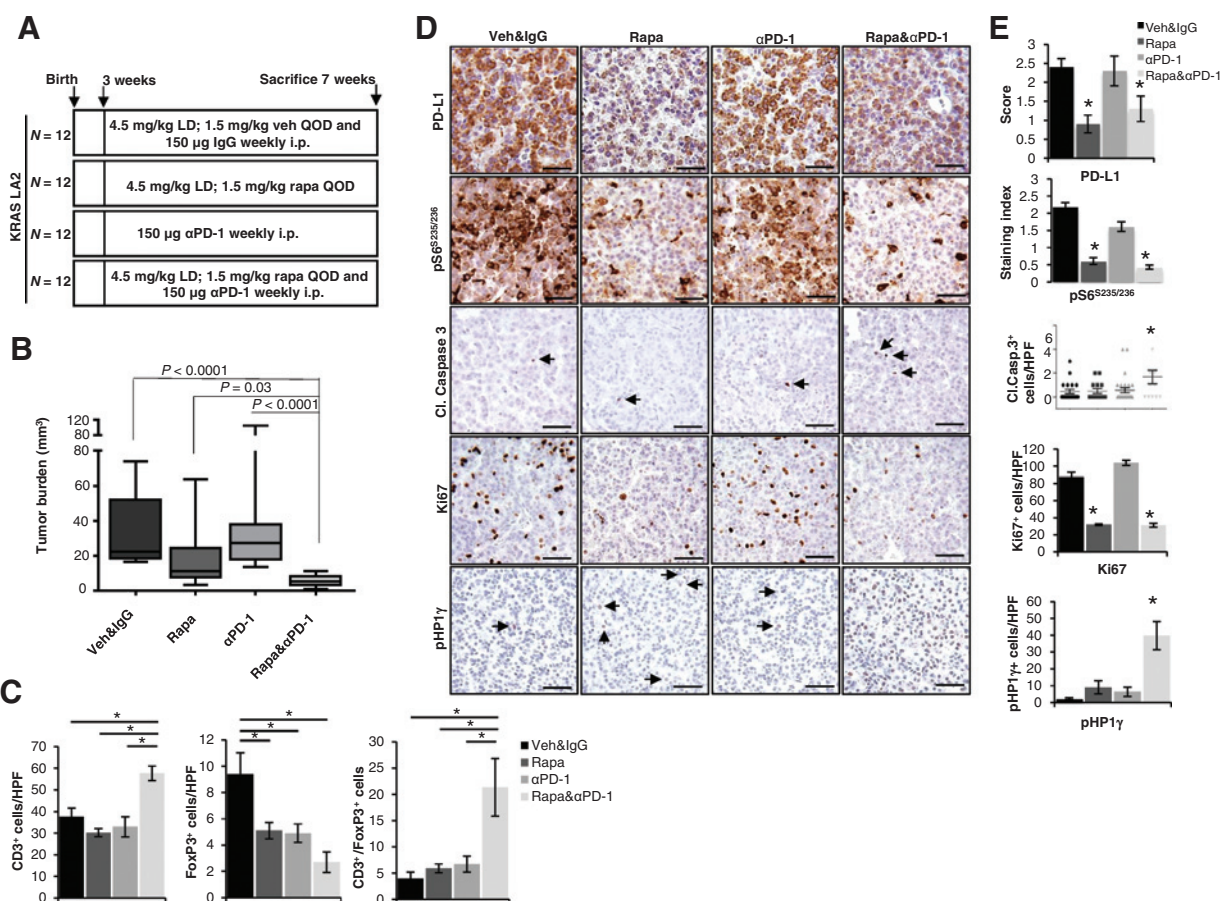 A
Birth
3 weeks
Sacrifice 7 weeks
KRAS LA2
N = 12
4.5 mg/kg LD; 1.5 mg/kg veh QOD and
150 µg IgG weekly i.p.
N = 12
4.5 mg/kg LD; 1.5 mg/kg rapa QOD
N = 12
150 µg αPD-1 weekly i.p.
N = 12
4.5 mg/kg LD; 1.5 mg/kg rapa QOD and
150 µg αPD-1 weekly i.p.
B
P < 0.0001
P = 0.03
P < 0.0001
Tumor burden (mm³)
120
80
80
60
40
20
0
Veh&IgG
Rapa
αPD-1
Rapa&αPD-1
C
CD3⁺ cells/HPF
70
60
50
40
30
20
10
0
* * *
FoxP3⁺ cells/HPF
12
10
8
6
4
2
0
* * *
CD3⁺/FoxP3⁺ cells
30
25
20
15
10
5
0
* * *
Veh&IgG
Rapa
αPD-1
Rapa&αPD-1
D
Veh&IgG
Rapa
αPD-1
Rapa&αPD-1
PD-L1
pS6S235/236
Cl. Caspase 3
Ki67
pHP1γ
E
Veh&IgG
Rapa
αPD-1
Rapa&αPD-1
Score
3
2.5
2
1.5
1
0.5
0
* *
PD-L1
Staining index
3
2.5
2
1.5
1
0.5
0
* *
pS6S235/236
Cl.Casp.3⁺
cells/HPF
6
4
2
0
*
Ki67⁺ cells/HPF
120
100
80
60
40
20
0
* *
Ki67
pHP1γ+ cells/HPF
60
50
40
30
20
10
0
*
pHP1γ